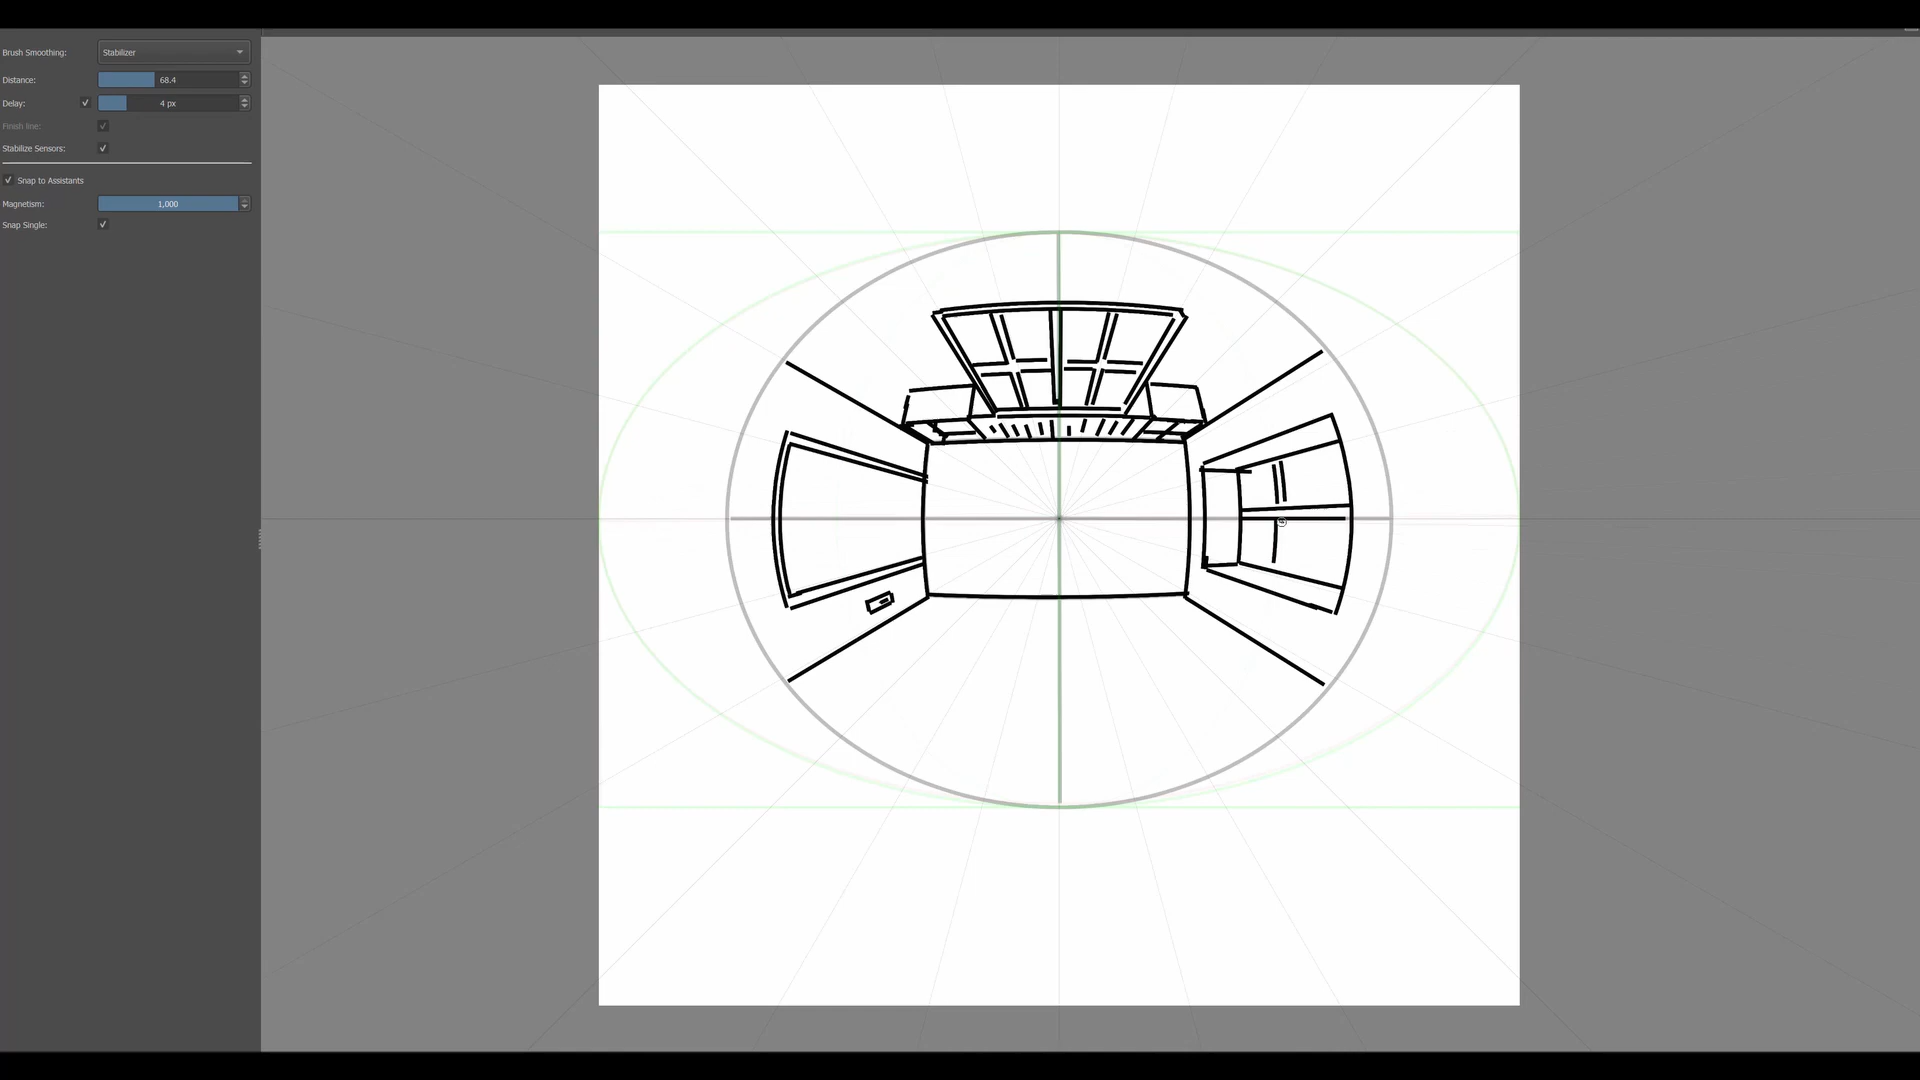 Brush Smoothing: Stabilizer
Distance: 68.4
Delay: 4 px
Finish line:
Stabilize Sensors:
Snap to Assistants
Magnetism: 1,000
Snap Single: